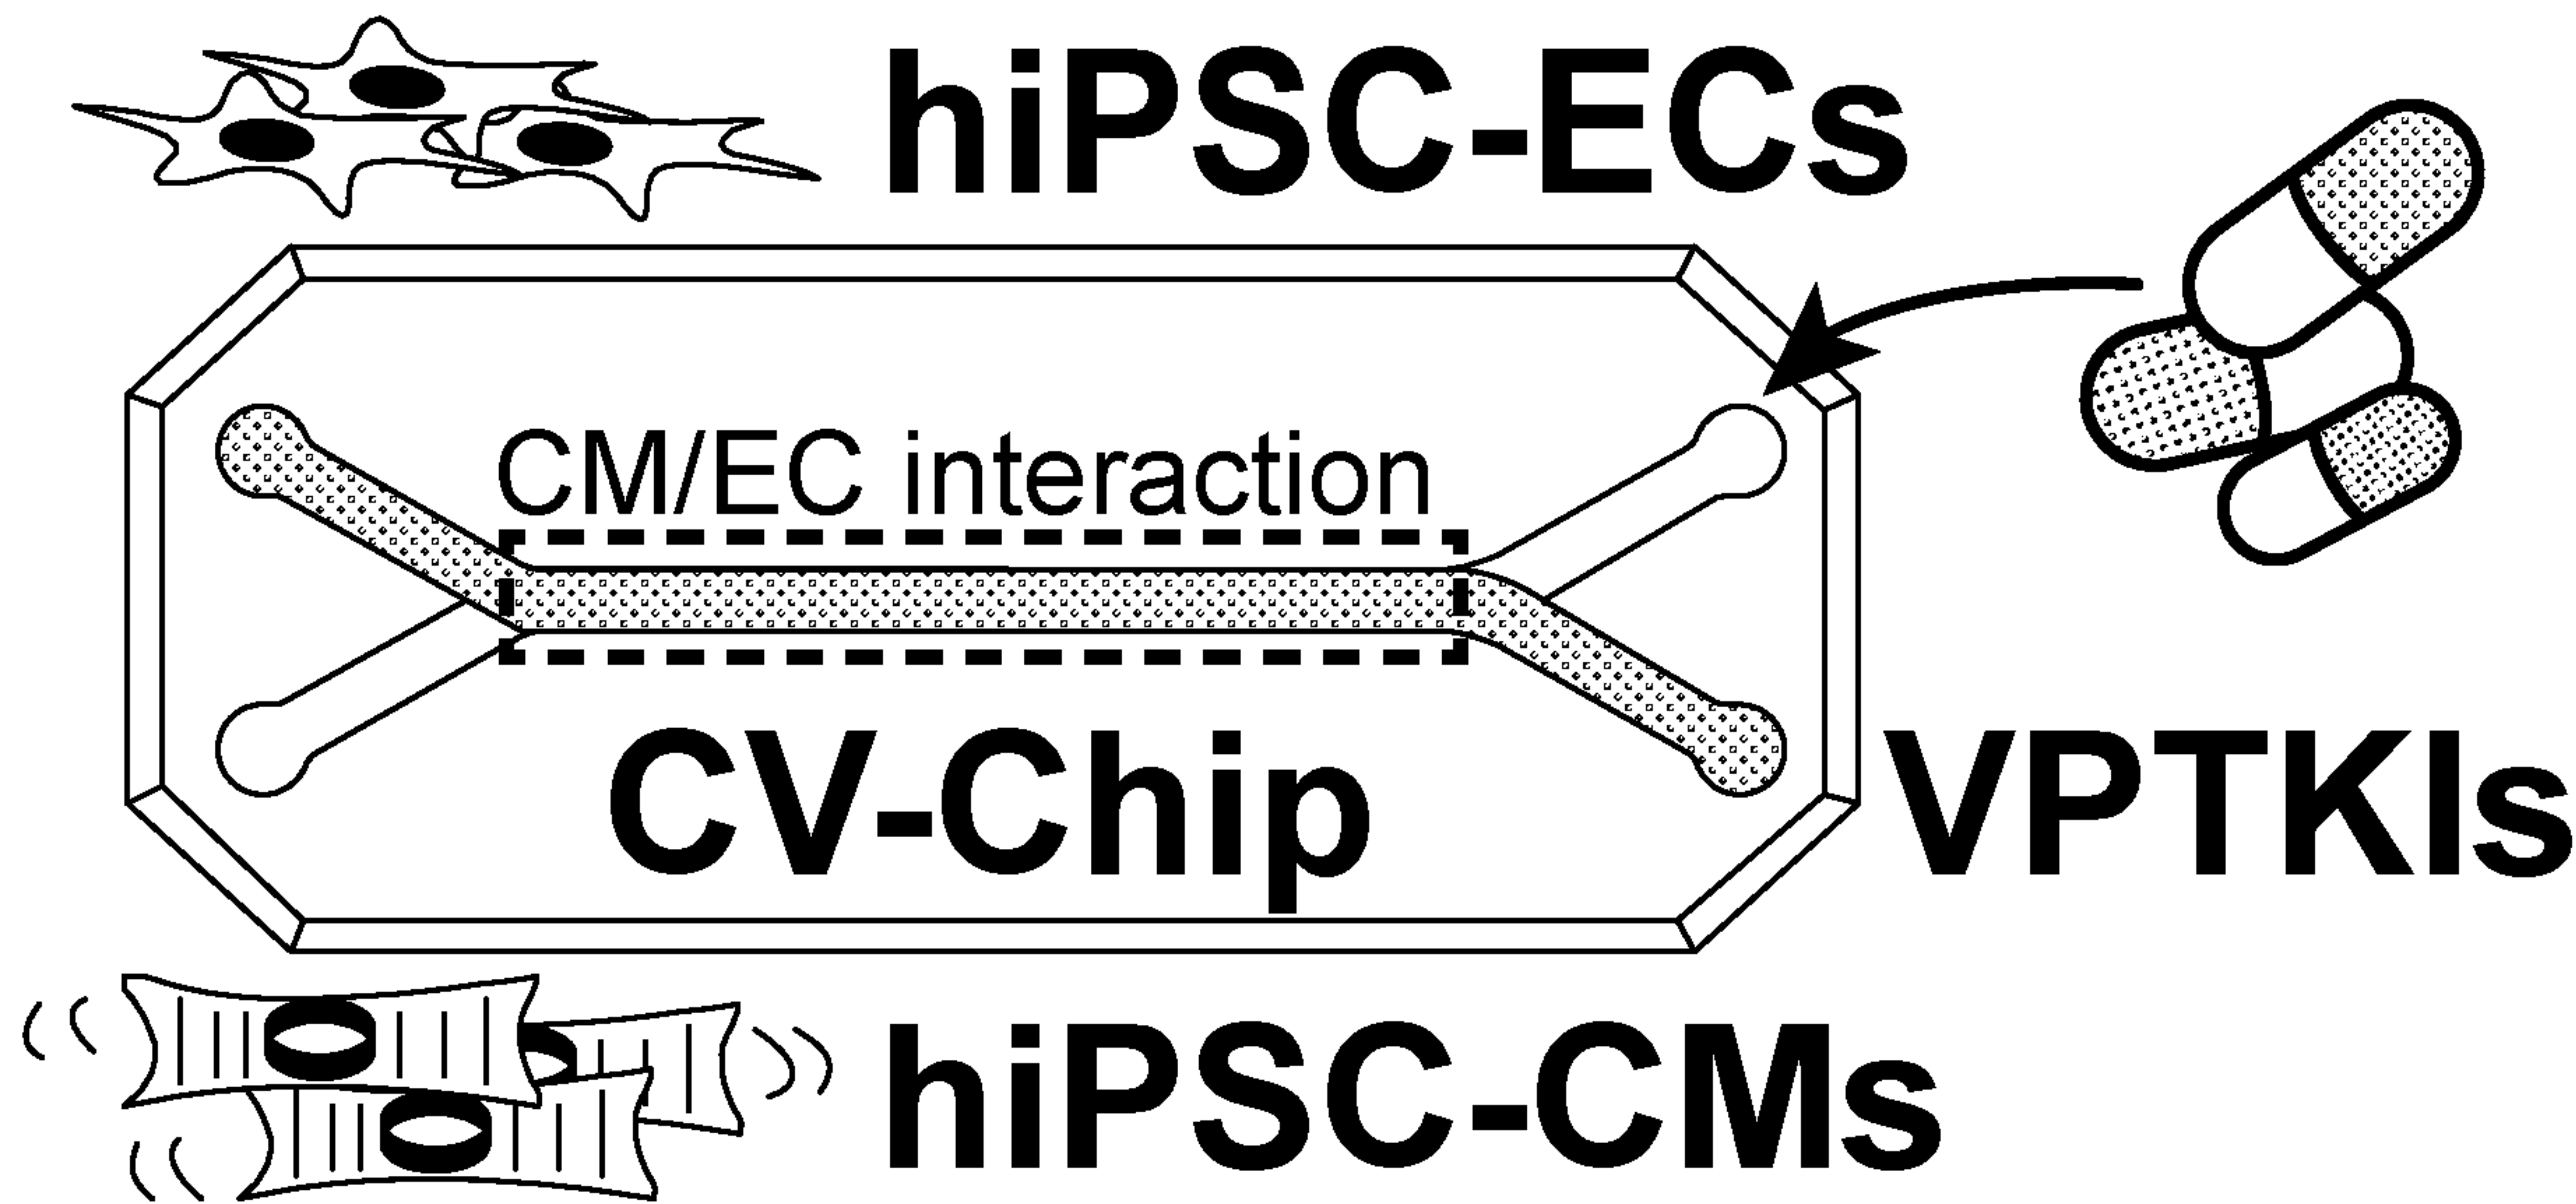 hiPSC-ECs
CM/EC interaction
CV-Chip
VPTKIs
hiPSC-CMs